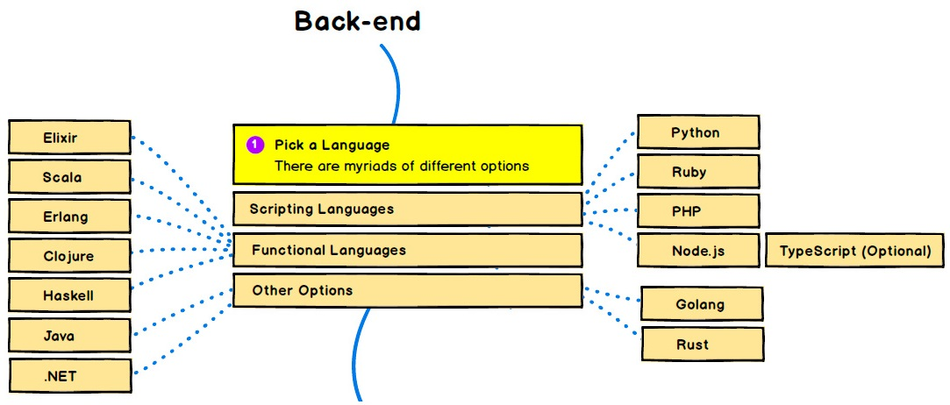 Back-end
1 Pick a Language
There are myriads of different options
Scripting Languages
Functional Languages
Other Options
Elixir
Scala
Erlang
Clojure
Haskell
Java
.NET
Python
Ruby
PHP
Node.js
TypeScript (Optional)
Golang
Rust